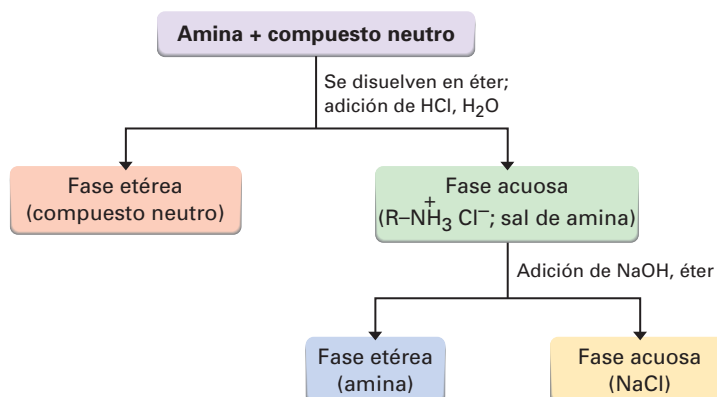 Amina + compuesto neutro
Se disuelven en éter;
adición de HCl, H₂O
Fase etérea
(compuesto neutro)
Fase acuosa
(R–N⁺H₃ Cl⁻; sal de amina)
Adición de NaOH, éter
Fase etérea
(amina)
Fase acuosa
(NaCl)